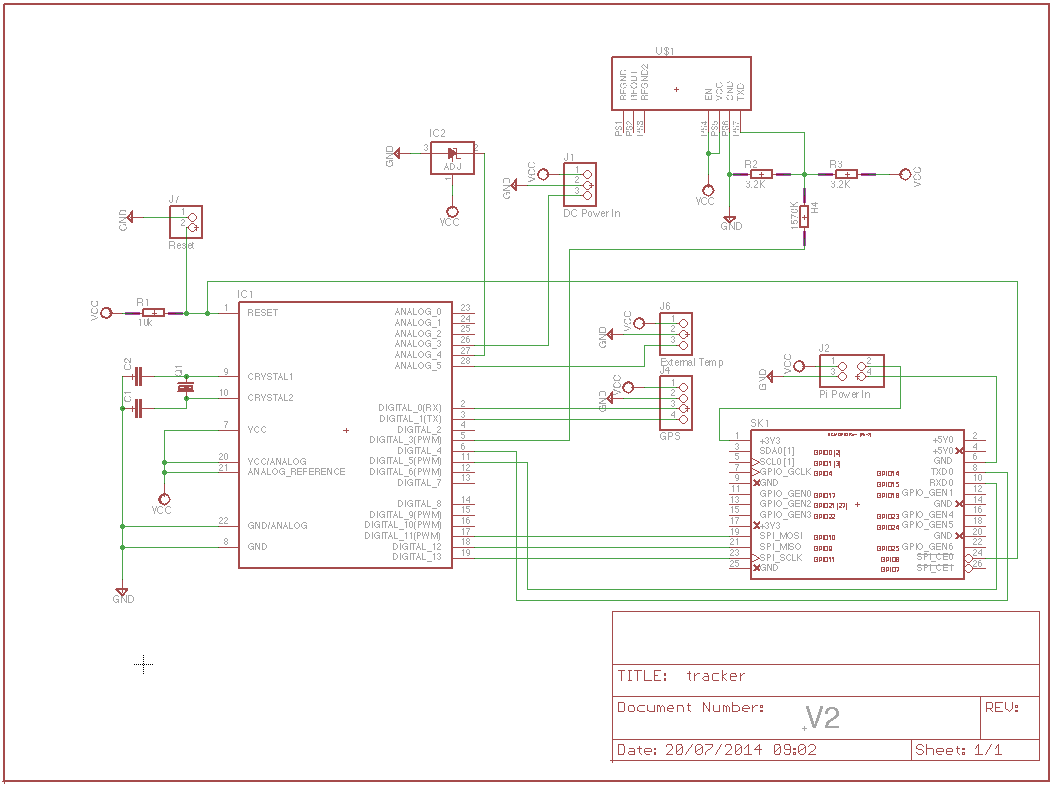 U$1
RFGND
RFOUT
RFGND2
EN
VCC
GND
TXD
PS1
PS2
PS3
PS4
PS5
PS6
PS7
IC2
GND
3
2
ADJ
1
VCC
J1
VCC
GND
1
2
3
DC Power In
R2
3.2K
R3
3.2K
VCC
VCC
GND
R4
1570K
J7
GND
1
2
Reset
VCC
R1
10k
IC1
1 RESET
9 CRYSTAL1
10 CRYSTAL2
7 VCC
20 VCC/ANALOG
21 ANALOG_REFERENCE
22 GND/ANALOG
8 GND
ANALOG_0 23
ANALOG_1 24
ANALOG_2 25
ANALOG_3 26
ANALOG_4 27
ANALOG_5 28
DIGITAL_0(RX) 2
DIGITAL_1(TX) 3
DIGITAL_2 4
DIGITAL_3(PWM) 5
DIGITAL_4 6
DIGITAL_5(PWM) 11
DIGITAL_6(PWM) 12
DIGITAL_7 13
DIGITAL_8 14
DIGITAL_9(PWM) 15
DIGITAL_10(PWM) 16
DIGITAL_11(PWM) 17
DIGITAL_12 18
DIGITAL_13 19
C2
C1
Q1
VCC
GND
J6
VCC
GND
1
2
3
External Temp
J4
VCC
GND
1
2
3
4
GPS
J2
VCC
GND
1 2
3 4
Pi Power In
SK1
1 +3V3 +5V0 2
3 SDA0[1] GPIO0[2] +5V0 4
5 SCL0[1] GPIO1[3] GND 6
7 GPIO_GCLK GPIO4 GPIO14 TXD0 8
9 GND GPIO15 RXD0 10
11 GPIO_GEN0 GPIO17 GPIO18 GPIO_GEN1 12
13 GPIO_GEN2 GPIO21[27] GND 14
15 GPIO_GEN3 GPIO22 GPIO23 GPIO_GEN4 16
17 +3V3 GPIO24 GPIO_GEN5 18
19 SPI_MOSI GPIO10 GND 20
21 SPI_MISO GPIO9 GPIO25 GPIO_GEN6 22
23 SPI_SCLK GPIO11 GPIO8 SPI_CE0 24
25 GND GPIO7 SPI_CE1 26
TITLE: tracker
Document Number:
V2
REV:
Date: 20/07/2014 09:02
Sheet: 1/1